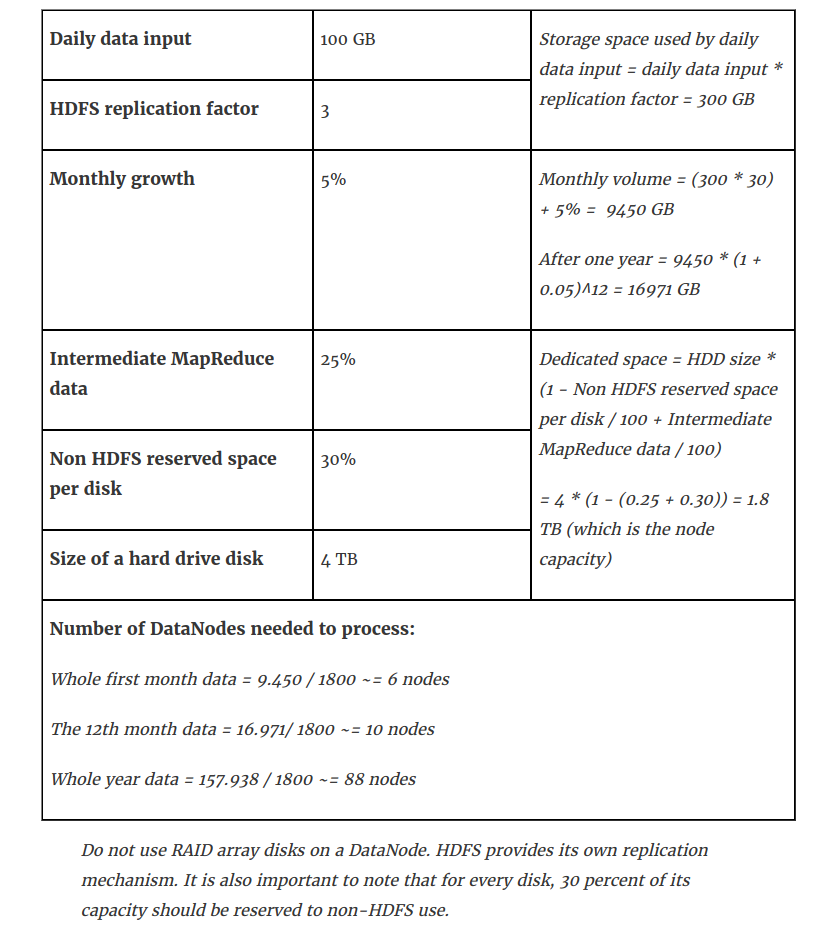 Daily data input
100 GB
Storage space used by daily
data input = daily data input *
replication factor = 300 GB
HDFS replication factor
3
Monthly growth
5%
Monthly volume = (300 * 30)
+ 5% =  9450 GB
After one year = 9450 * (1 +
0.05)^12 = 16971 GB
Intermediate MapReduce
data
25%
Dedicated space = HDD size *
(1 - Non HDFS reserved space
per disk / 100 + Intermediate
MapReduce data / 100)
= 4 * (1 - (0.25 + 0.30)) = 1.8
TB (which is the node
capacity)
Non HDFS reserved space
per disk
30%
Size of a hard drive disk
4 TB
Number of DataNodes needed to process:
Whole first month data = 9.450 / 1800 ~= 6 nodes
The 12th month data = 16.971/ 1800 ~= 10 nodes
Whole year data = 157.938 / 1800 ~= 88 nodes
Do not use RAID array disks on a DataNode. HDFS provides its own replication
mechanism. It is also important to note that for every disk, 30 percent of its
capacity should be reserved to non-HDFS use.